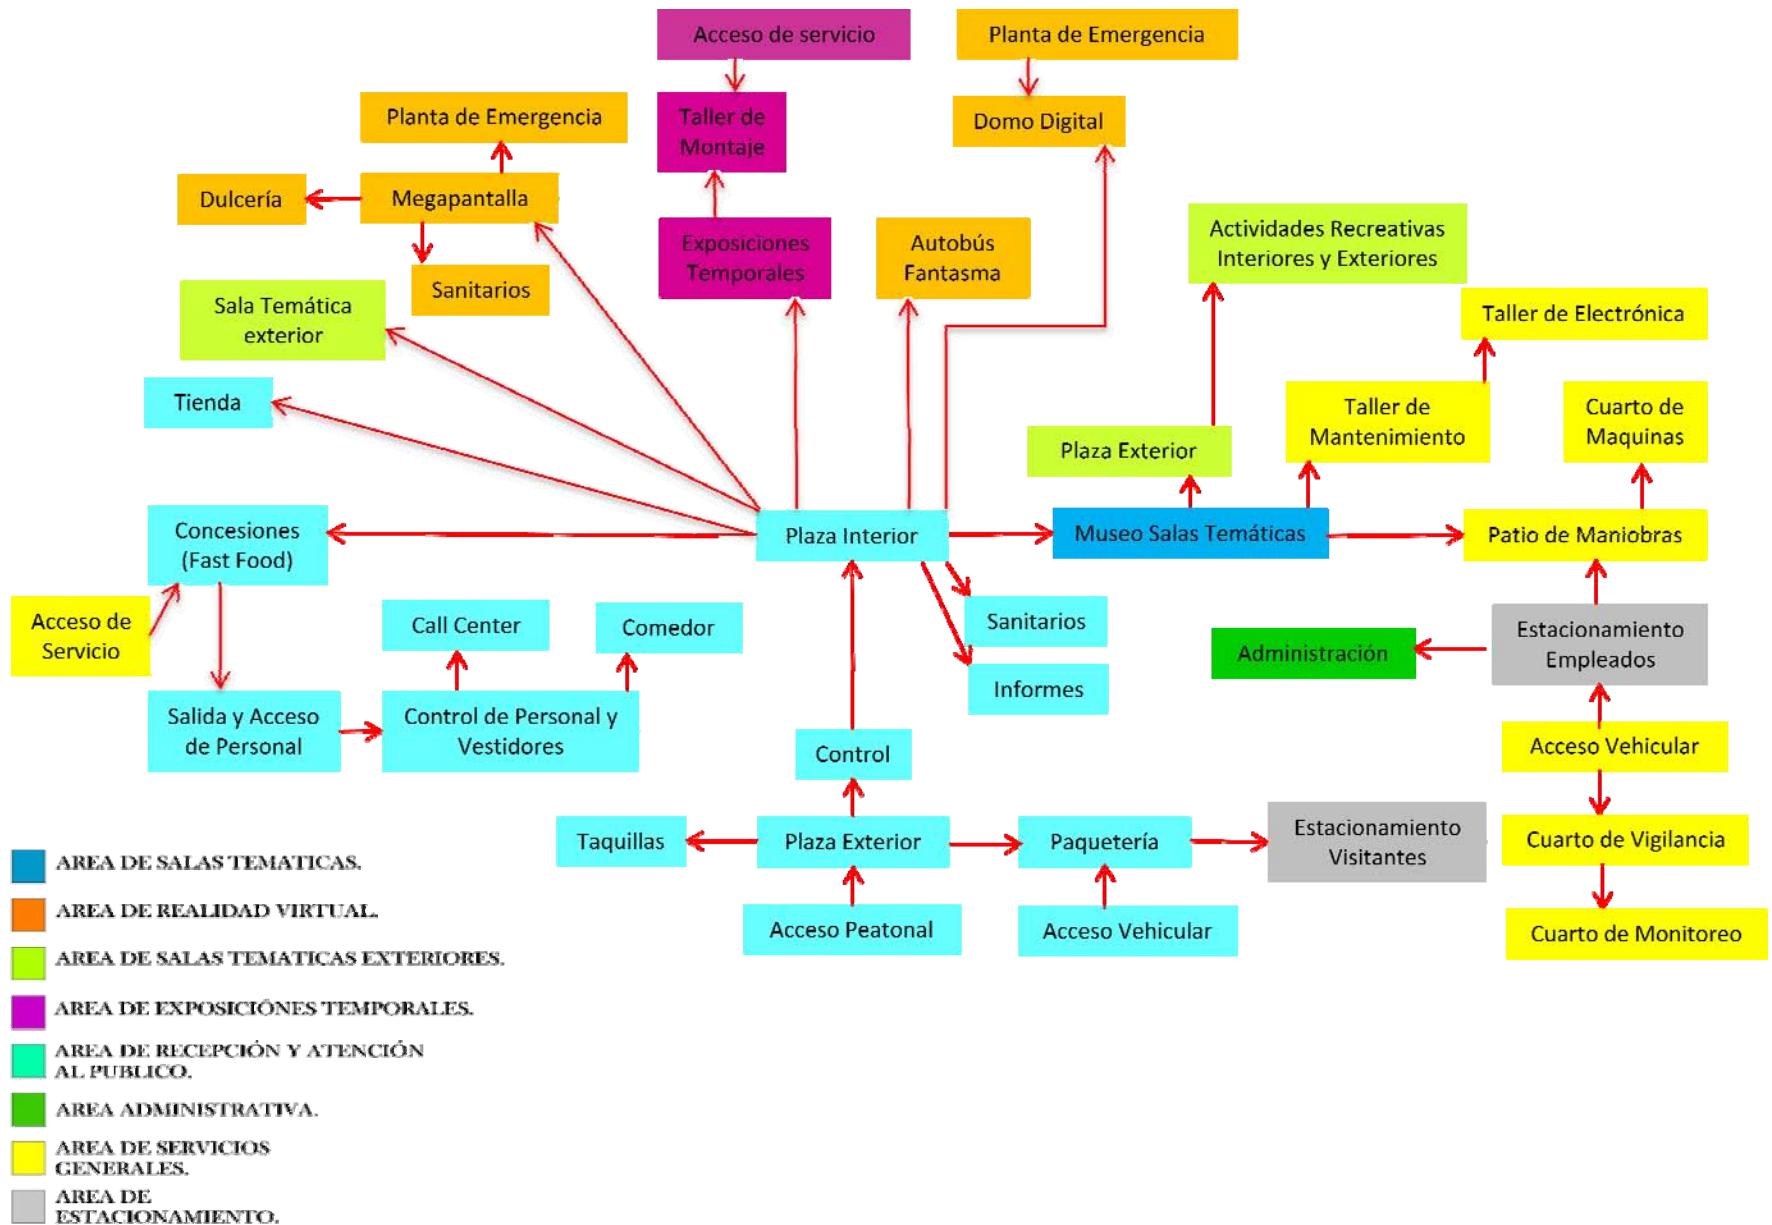 Acceso de servicio
Planta de Emergencia
Planta de Emergencia
Taller de
Montaje
Domo Digital
Dulcería
Megapantalla
Sanitarios
Exposiciones
Temporales
Autobús
Fantasma
Actividades Recreativas
Interiores y Exteriores
Sala Temática
exterior
Taller de Electrónica
Tienda
Taller de
Mantenimiento
Cuarto de
Maquinas
Plaza Exterior
Concesiones
(Fast Food)
Plaza Interior
Museo Salas Temáticas
Patio de Maniobras
Acceso de
Servicio
Call Center
Comedor
Sanitarios
Administración
Estacionamiento
Empleados
Informes
Salida y Acceso
de Personal
Control de Personal y
Vestidores
Control
Acceso Vehicular
Taquillas
Plaza Exterior
Paquetería
Estacionamiento
Visitantes
Cuarto de Vigilancia
Acceso Peatonal
Acceso Vehicular
Cuarto de Monitoreo
AREA DE SALAS TEMATICAS.
AREA DE REALIDAD VIRTUAL.
AREA DE SALAS TEMATICAS EXTERIORES.
AREA DE EXPOSICIÓNES TEMPORALES.
AREA DE RECEPCIÓN Y ATENCIÓN
AL PUBLICO.
AREA ADMINISTRATIVA.
AREA DE SERVICIOS
GENERALES.
AREA DE
ESTACIONAMIENTO.